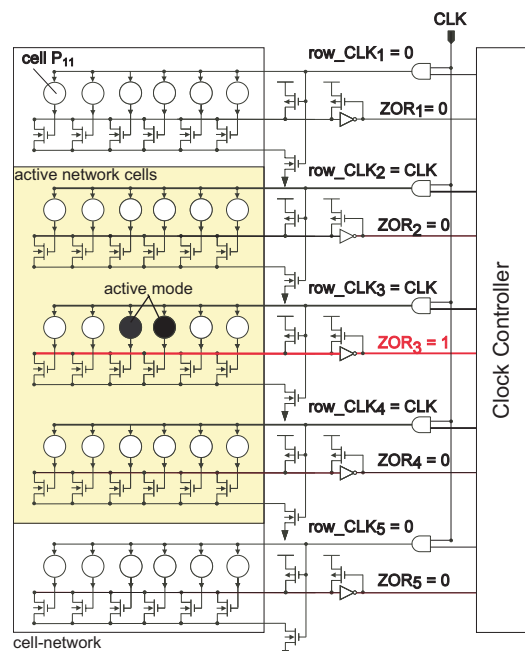 CLK
cell P11
row_CLK1 = 0
ZOR1= 0
active network cells
row_CLK2 = CLK
ZOR2 = 0
active mode
row_CLK3 = CLK
ZOR3 = 1
Clock Controller
row_CLK4 = CLK
ZOR4 = 0
row_CLK5 = 0
ZOR5 = 0
cell-network